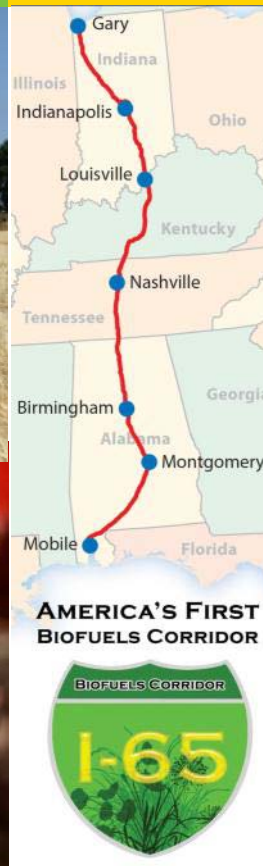 Gary
Indiana
Illinois
Indianapolis
Ohio
Louisville
Kentucky
Nashville
Tennessee
Georgia
Birmingham
Alabama
Montgomery
Mobile
Florida
AMERICA'S FIRST
BIOFUELS CORRIDOR
BIOFUELS CORRIDOR
I-65